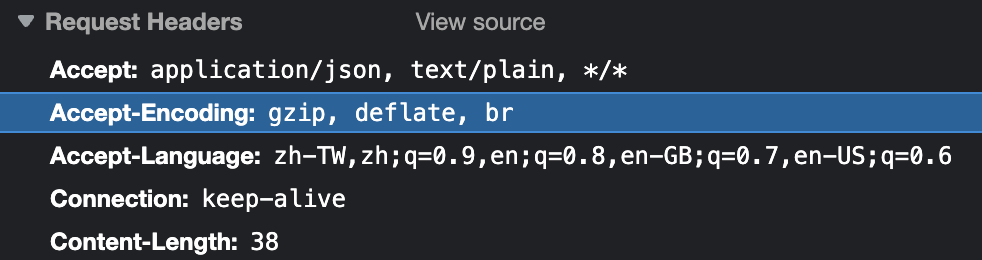 Request Headers View source
Accept: application/json, text/plain, */*
Accept-Encoding: gzip, deflate, br
Accept-Language: zh-TW,zh;q=0.9,en;q=0.8,en-GB;q=0.7,en-US;q=0.6
Connection: keep-alive
Content-Length: 38